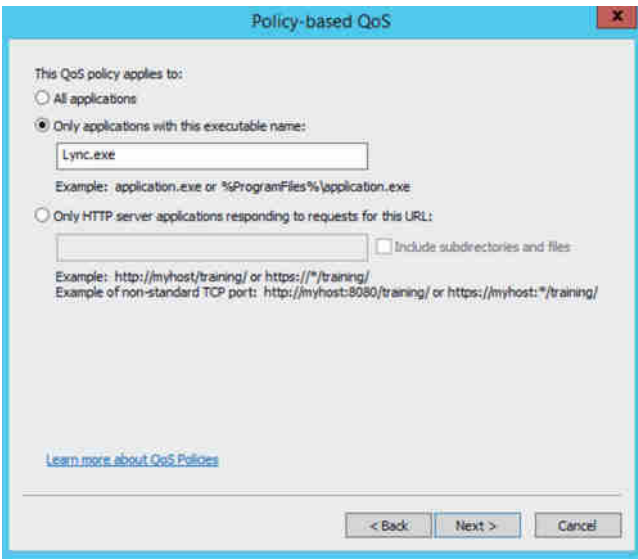 Policy-based QoS
x
This QoS policy applies to:
All applications
Only applications with this executable name:
Lync.exe
Example: application.exe or %ProgramFiles%\application.exe
Only HTTP server applications responding to requests for this URL:
Include subdirectories and files
Example: http://myhost/training/ or https://*/training/
Example of non-standard TCP port: http://myhost:8080/training/ or https://myhost:*/training/
Learn more about QoS Policies
< Back Next > Cancel